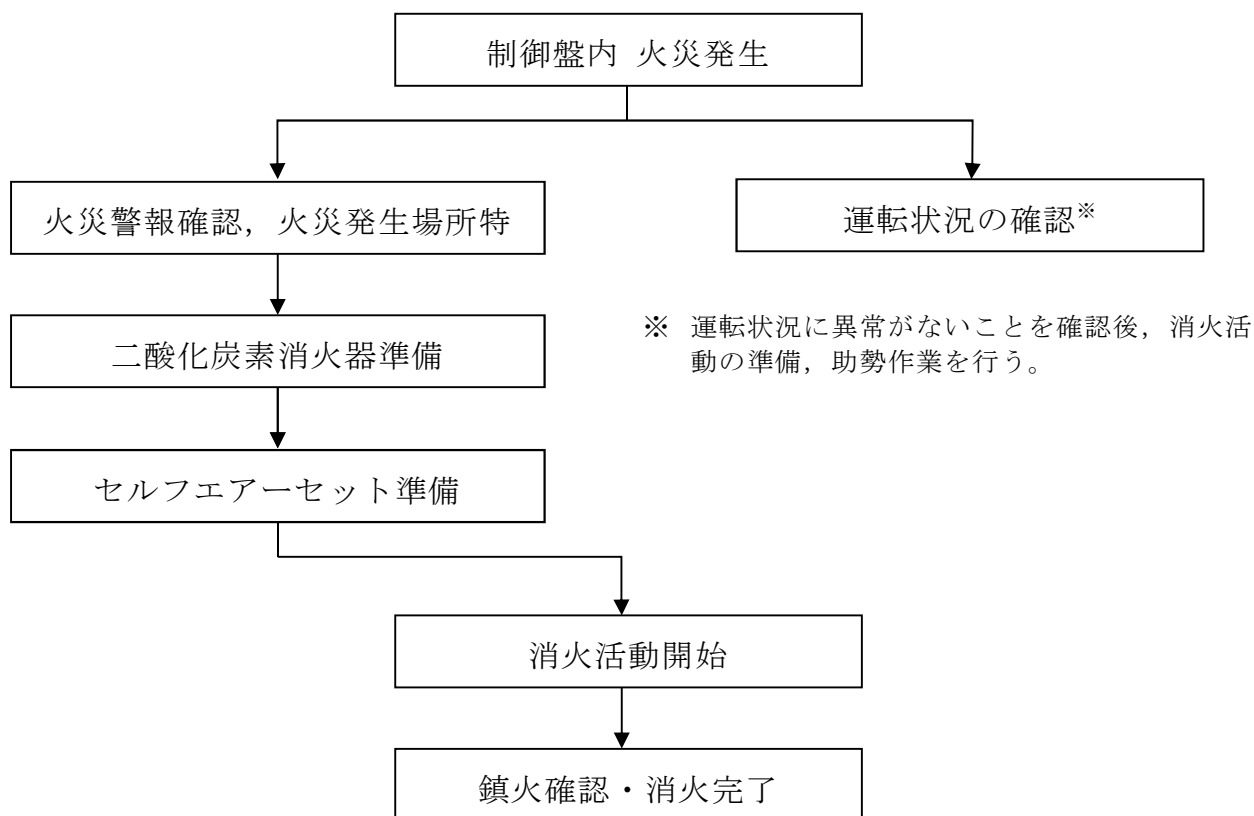 制御盤内 火災発生
火災警報確認，火災発生場所特
運転状況の確認※
二酸化炭素消火器準備
※ 運転状況に異常がないことを確認後，消火活
動の準備，助勢作業を行う。
セルフエアーセット準備
消火活動開始
鎮火確認・消火完了